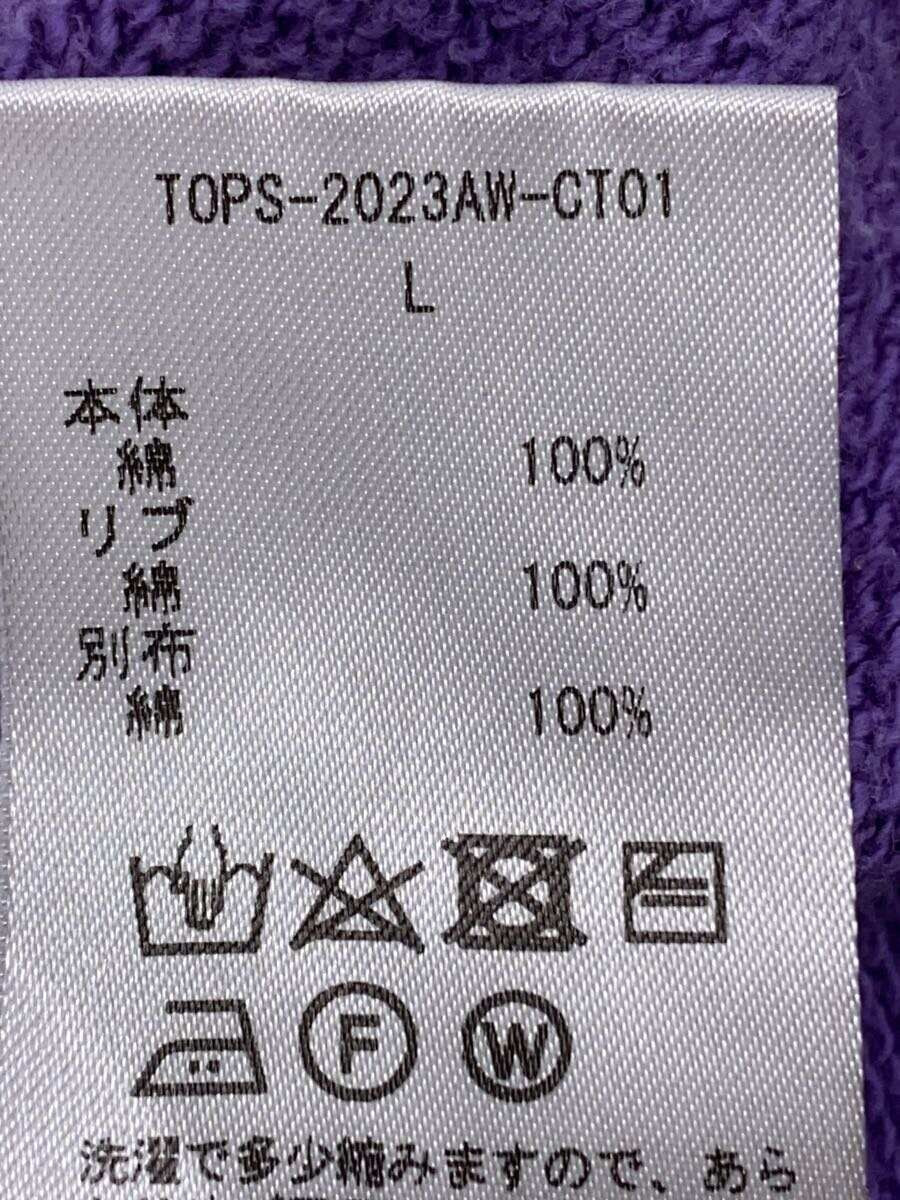 TOPS-2023AW-CT01
L
本体
綿 100%
リブ
綿 100%
別布
綿 100%
F W
洗濯で多少縮みますので、あら